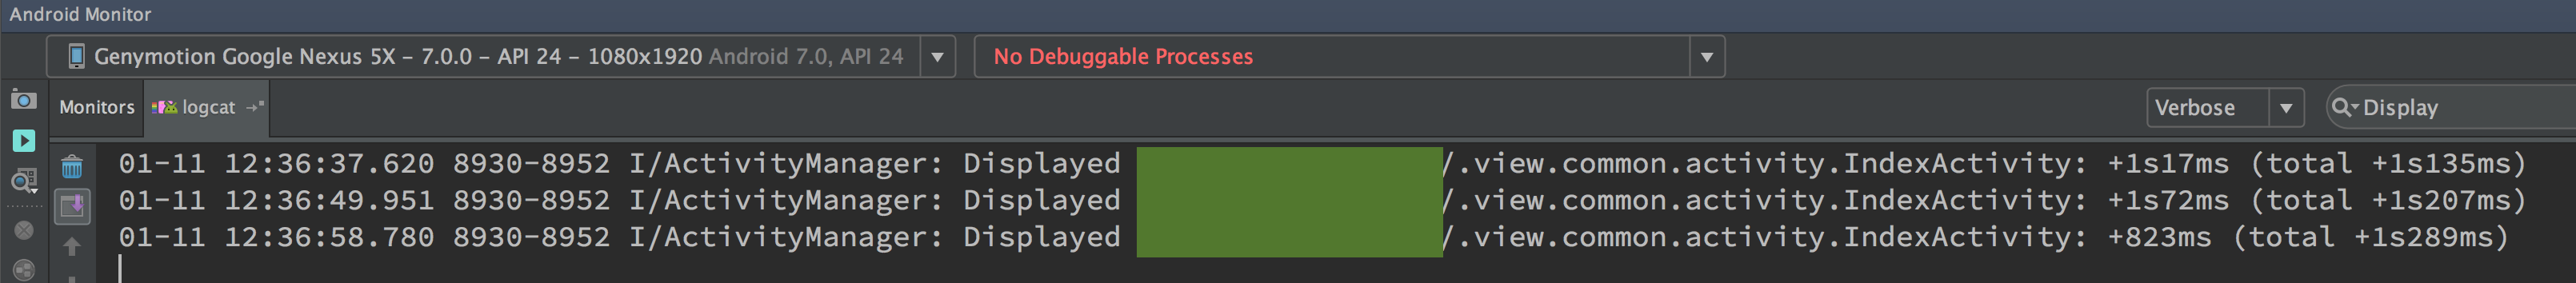 Android Monitor
Genymotion Google Nexus 5X – 7.0.0 – API 24 – 1080x1920 Android 7.0, API 24
No Debuggable Processes
Monitors
logcat
Verbose
Display
01-11 12:36:37.620 8930-8952 I/ActivityManager: Displayed /.view.common.activity.IndexActivity: +1s17ms (total +1s135ms)
01-11 12:36:49.951 8930-8952 I/ActivityManager: Displayed /.view.common.activity.IndexActivity: +1s72ms (total +1s207ms)
01-11 12:36:58.780 8930-8952 I/ActivityManager: Displayed /.view.common.activity.IndexActivity: +823ms (total +1s289ms)